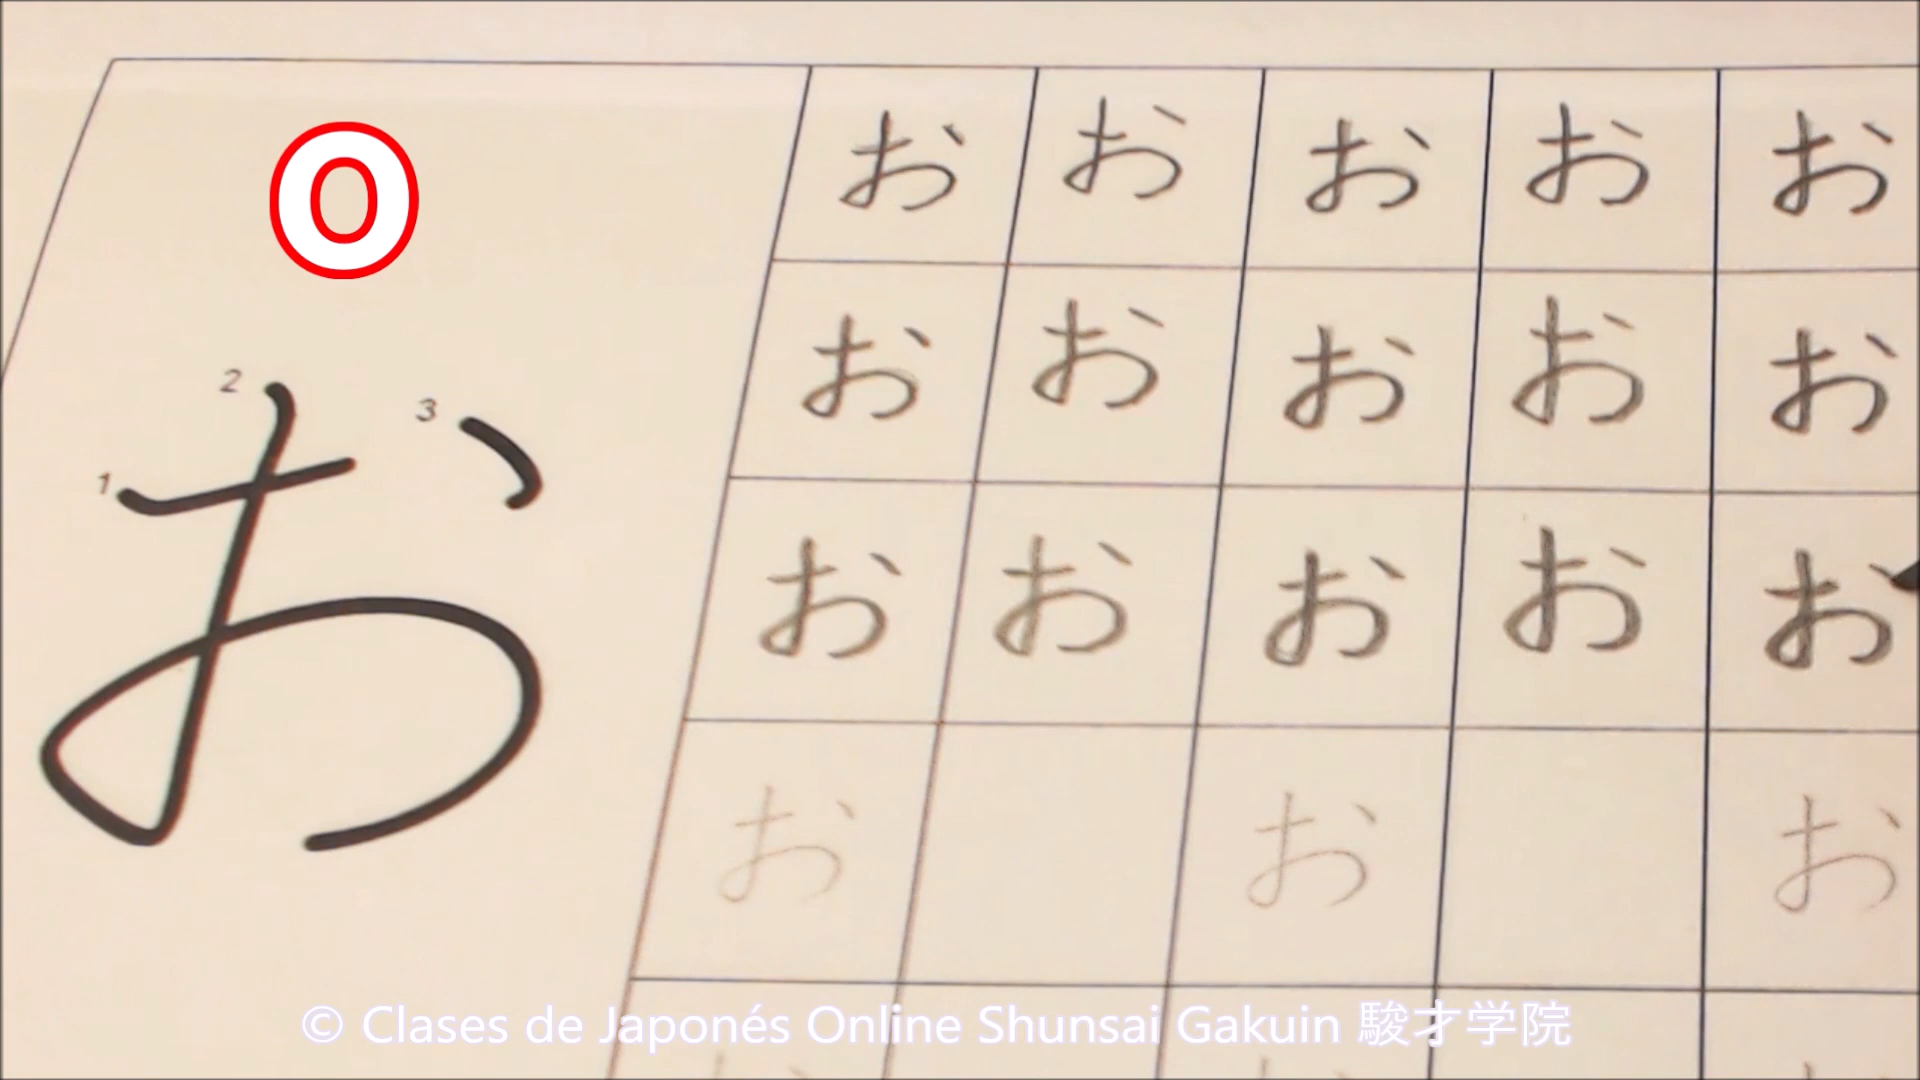 o
1 2 3
お
お お お お お
お お お お お
お お お お お
お お お
© Clases de Japonés Online Shunsai Gakuin 駿才学院